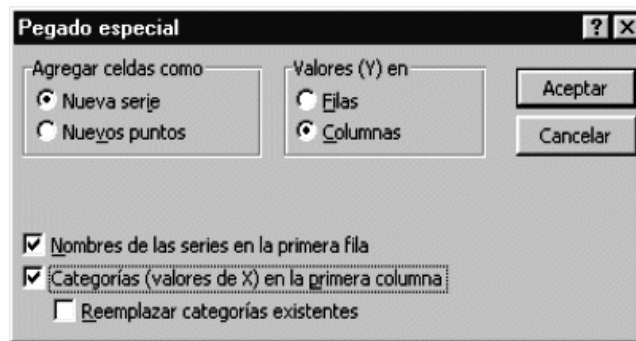 Pegado especial
Agregar celdas como
Nueva serie
Nuevos puntos
Valores (Y) en
Filas
Columnas
Aceptar
Cancelar
Nombres de las series en la primera fila
Categorías (valores de X) en la primera columna
Reemplazar categorías existentes